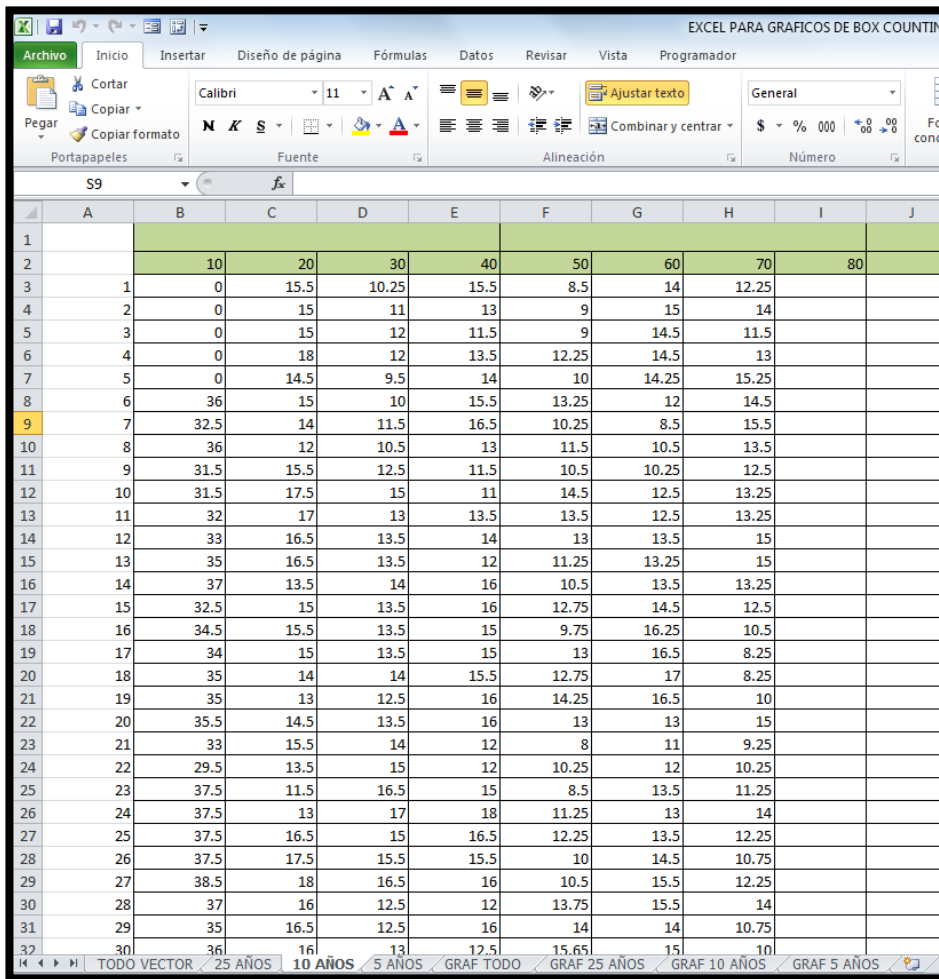 EXCEL PARA GRAFICOS DE BOX COUNTIN
Archivo Inicio Insertar Diseño de página Fórmulas Datos Revisar Vista Programador
Cortar
Copiar
Copiar formato
Pegar
Portapapeles
Calibri 11 A A
N K S A
Fuente
Ajustar texto
Combinar y centrar
Alineación
General
$ % 000
Número
S9 fx
A B C D E F G H I J
1
2 10 20 30 40 50 60 70 80
3 1 0 15.5 10.25 15.5 8.5 14 12.25
4 2 0 15 11 13 9 15 14
5 3 0 15 12 11.5 9 14.5 11.5
6 4 0 18 12 13.5 12.25 14.5 13
7 5 0 14.5 9.5 14 10 14.25 15.25
8 6 36 15 10 15.5 13.25 12 14.5
9 7 32.5 14 11.5 16.5 10.25 8.5 15.5
10 8 36 12 10.5 13 11.5 10.5 13.5
11 9 31.5 15.5 12.5 11.5 10.5 10.25 12.5
12 10 31.5 17.5 15 11 14.5 12.5 13.25
13 11 32 17 13 13.5 13.5 12.5 13.25
14 12 33 16.5 13.5 14 13 13.5 15
15 13 35 16.5 13.5 12 11.25 13.25 15
16 14 37 13.5 14 16 10.5 13.5 13.25
17 15 32.5 15 13.5 16 12.75 14.5 12.5
18 16 34.5 15.5 13.5 15 9.75 16.25 10.5
19 17 34 15 13.5 15 13 16.5 8.25
20 18 35 14 14 15.5 12.75 17 8.25
21 19 35 13 12.5 16 14.25 16.5 10
22 20 35.5 14.5 13.5 16 13 13 15
23 21 33 15.5 14 12 8 11 9.25
24 22 29.5 13.5 15 12 10.25 12 10.25
25 23 37.5 11.5 16.5 15 8.5 13.5 11.25
26 24 37.5 13 17 18 11.25 13 14
27 25 37.5 16.5 15 16.5 12.25 13.5 12.25
28 26 37.5 17.5 15.5 15.5 10 14.5 10.75
29 27 38.5 18 16.5 16 10.5 15.5 12.25
30 28 37 16 12.5 12 13.75 15.5 14
31 29 35 16.5 12.5 16 14 14 10.75
32 30 36 16 13 12.5 15.65 15 10
TODO VECTOR 25 AÑOS 10 AÑOS 5 AÑOS GRAF TODO GRAF 25 AÑOS GRAF 10 AÑOS GRAF 5 AÑOS